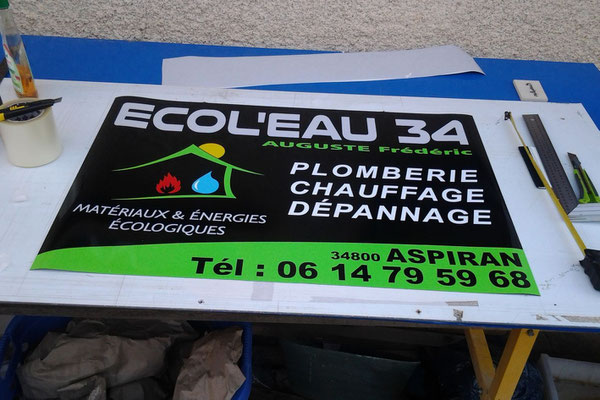 ECOL'EAU 34
AUGUSTE Frédéric
PLOMBERIE
CHAUFFAGE
DÉPANNAGE
MATÉRIAUX & ÉNERGIES
ÉCOLOGIQUES
34800 ASPIRAN
Tél : 06 14 79 59 68